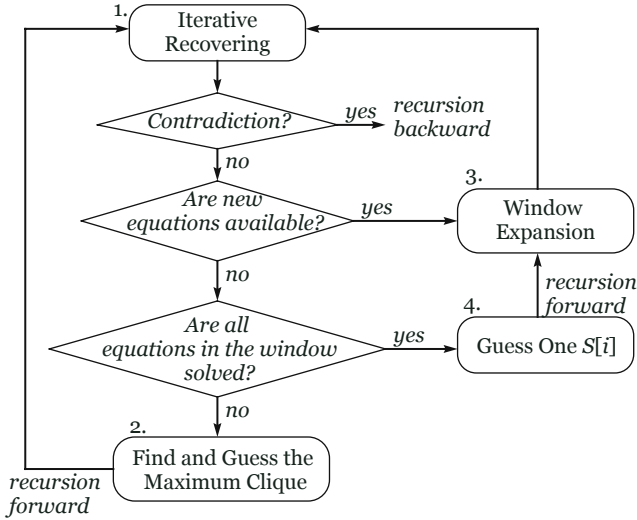 1.
Iterative
Recovering
Contradiction?
yes
recursion
backward
no
Are new
equations available?
yes
3.
Window
Expansion
no
recursion
forward
Are all
equations in the window
solved?
yes
4.
Guess One S[i]
no
2.
Find and Guess the
Maximum Clique
recursion
forward